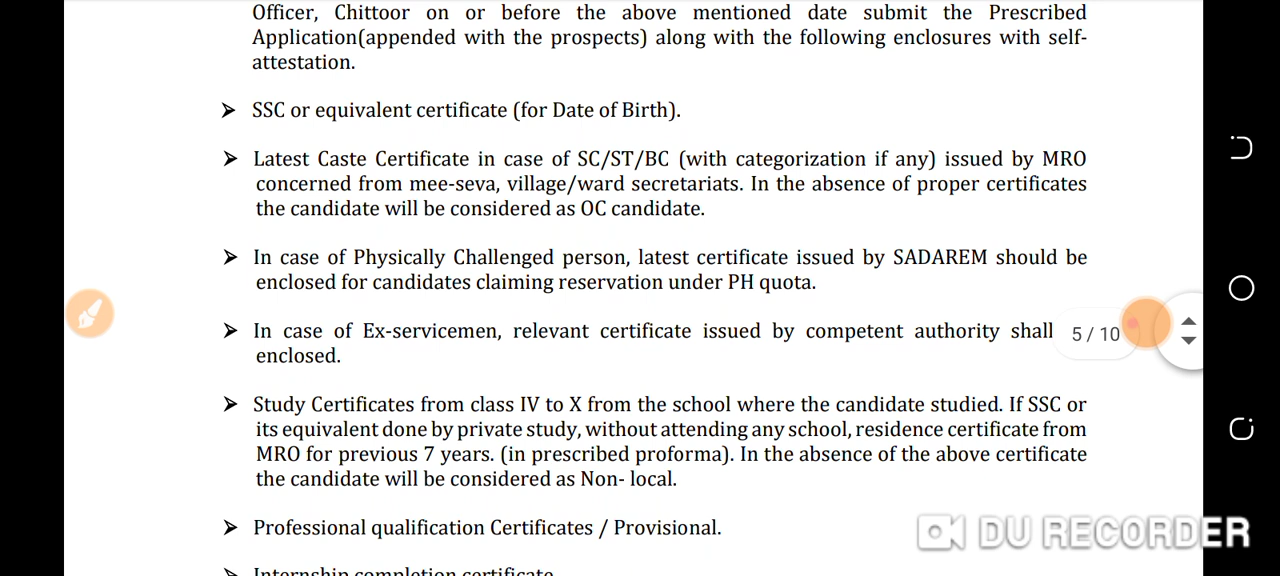 Officer, Chittoor on or before the above mentioned date submit the Prescribed
Application(appended with the prospects) along with the following enclosures with self-
attestation.
➢ SSC or equivalent certificate (for Date of Birth).
➢ Latest Caste Certificate in case of SC/ST/BC (with categorization if any) issued by MRO
concerned from mee-seva, village/ward secretariats. In the absence of proper certificates
the candidate will be considered as OC candidate.
➢ In case of Physically Challenged person, latest certificate issued by SADAREM should be
enclosed for candidates claiming reservation under PH quota.
➢ In case of Ex-servicemen, relevant certificate issued by competent authority shall
enclosed.
5 / 10
➢ Study Certificates from class IV to X from the school where the candidate studied. If SSC or
its equivalent done by private study, without attending any school, residence certificate from
MRO for previous 7 years. (in prescribed proforma). In the absence of the above certificate
the candidate will be considered as Non- local.
➢ Professional qualification Certificates / Provisional.
➢ Internship completion certificate
DU RECORDER